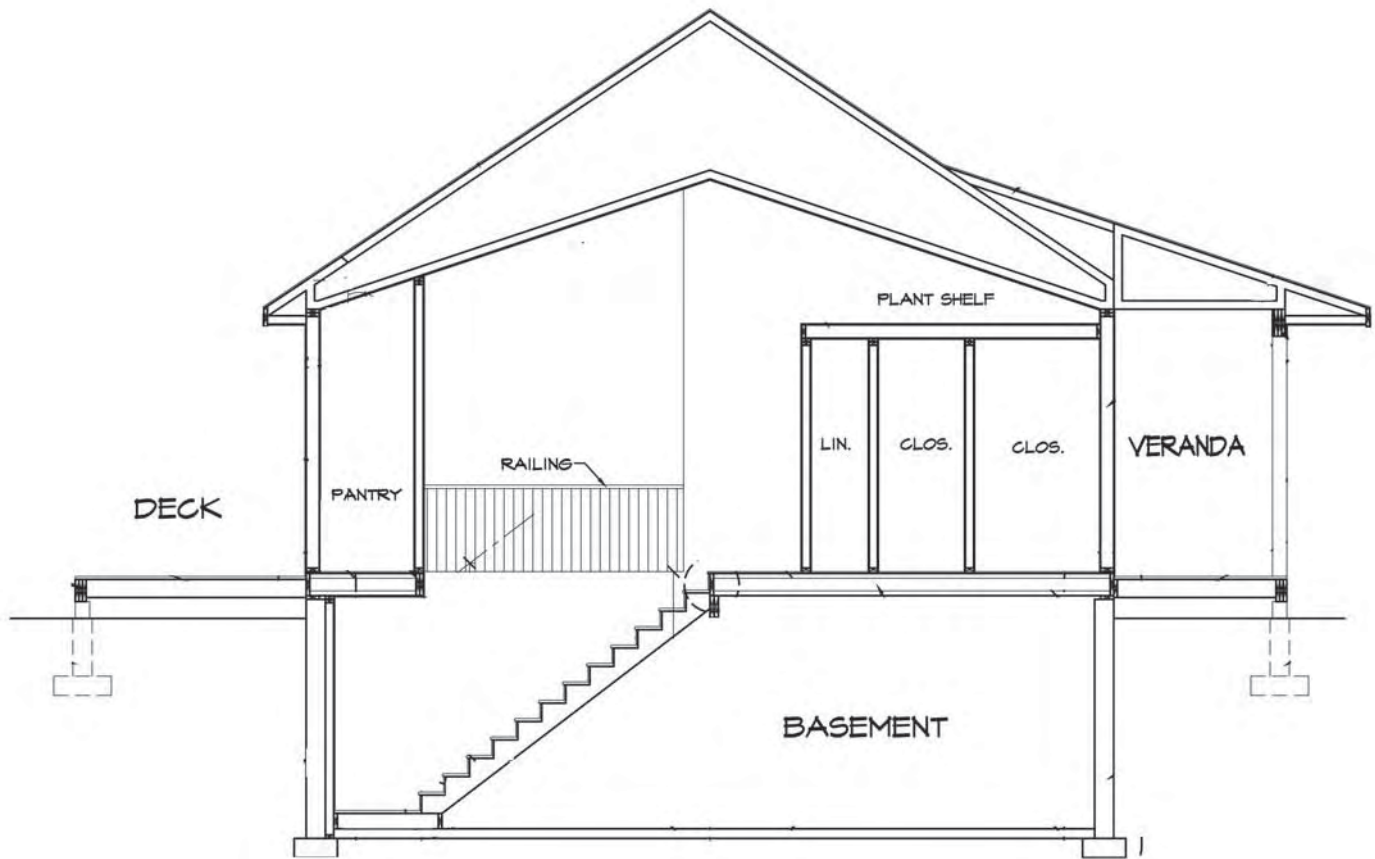 PLANT SHELF
LIN.
CLOS.
CLOS.
VERANDA
RAILING
PANTRY
DECK
BASEMENT